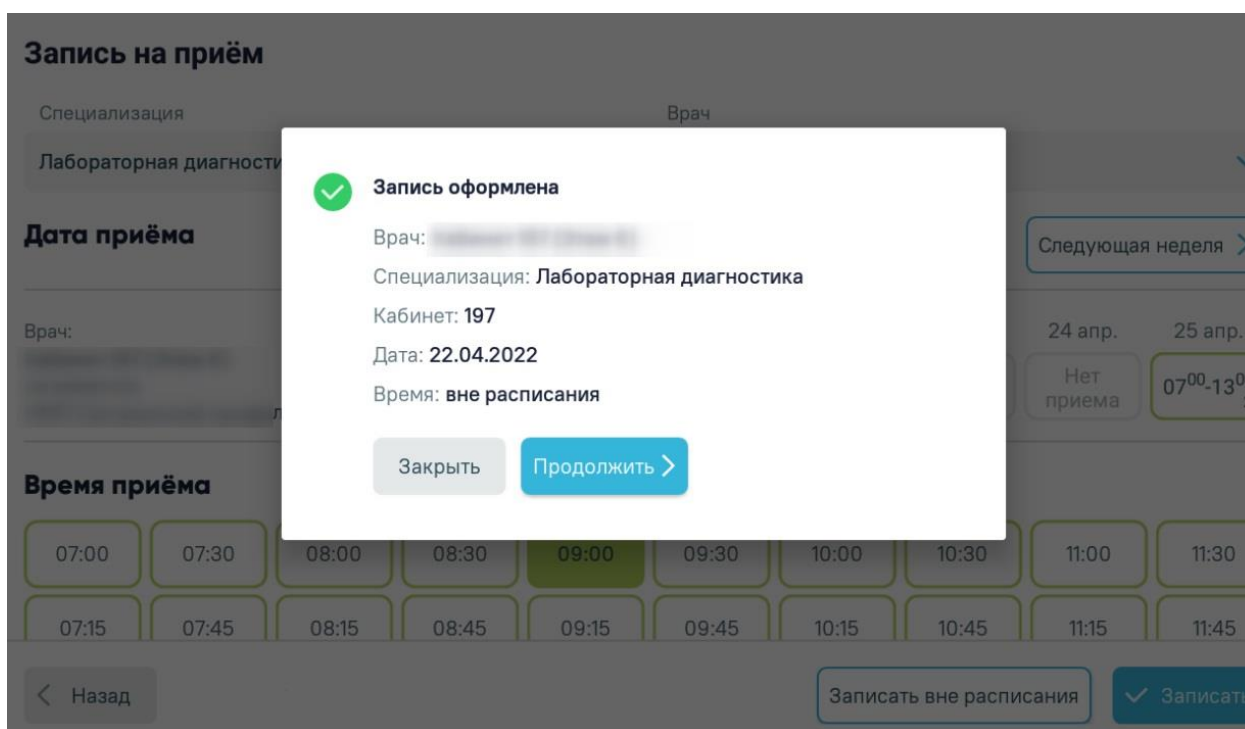 Запись на приём
Специализация Врач
Лабораторная
Запись оформлена
Дата приёма
Врач:
Следующая неделя
Специализация: Лабораторная диагностика
Кабинет: 197
Врач:
24 апр. 25 апр.
Дата: 22.04.2022
Нет
приема
07⁰⁰-13
Время: вне расписания
Закрыть Продолжить
Время приёма
07:00 07:30 08:00 08:30 09:00 09:30 10:00 10:30 11:00 11:30
07:15 07:45 08:15 08:45 09:15 09:45 10:15 10:45 11:15 11:45
Назад Записать вне расписания